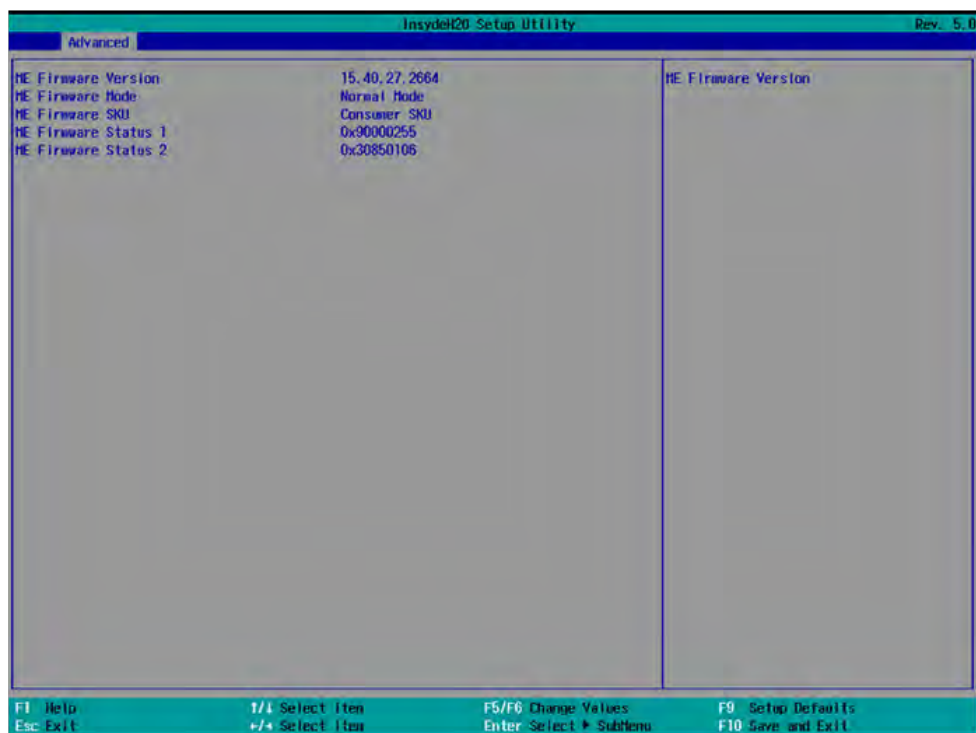 InsydeH2O Setup Utility Rev. 5.0
Advanced
ME Firmware Version 15.40.27.2664 ME Firmware Version
ME Firmware Mode Normal Mode
ME Firmware SKU Consumer SKU
ME Firmware Status 1 0x90000255
ME Firmware Status 2 0x30850106
F1 Help ↑/↓ Select Item F5/F6 Change Values F9 Setup Defaults
Esc Exit ←/→ Select Item Enter Select ▶ SubMenu F10 Save and Exit